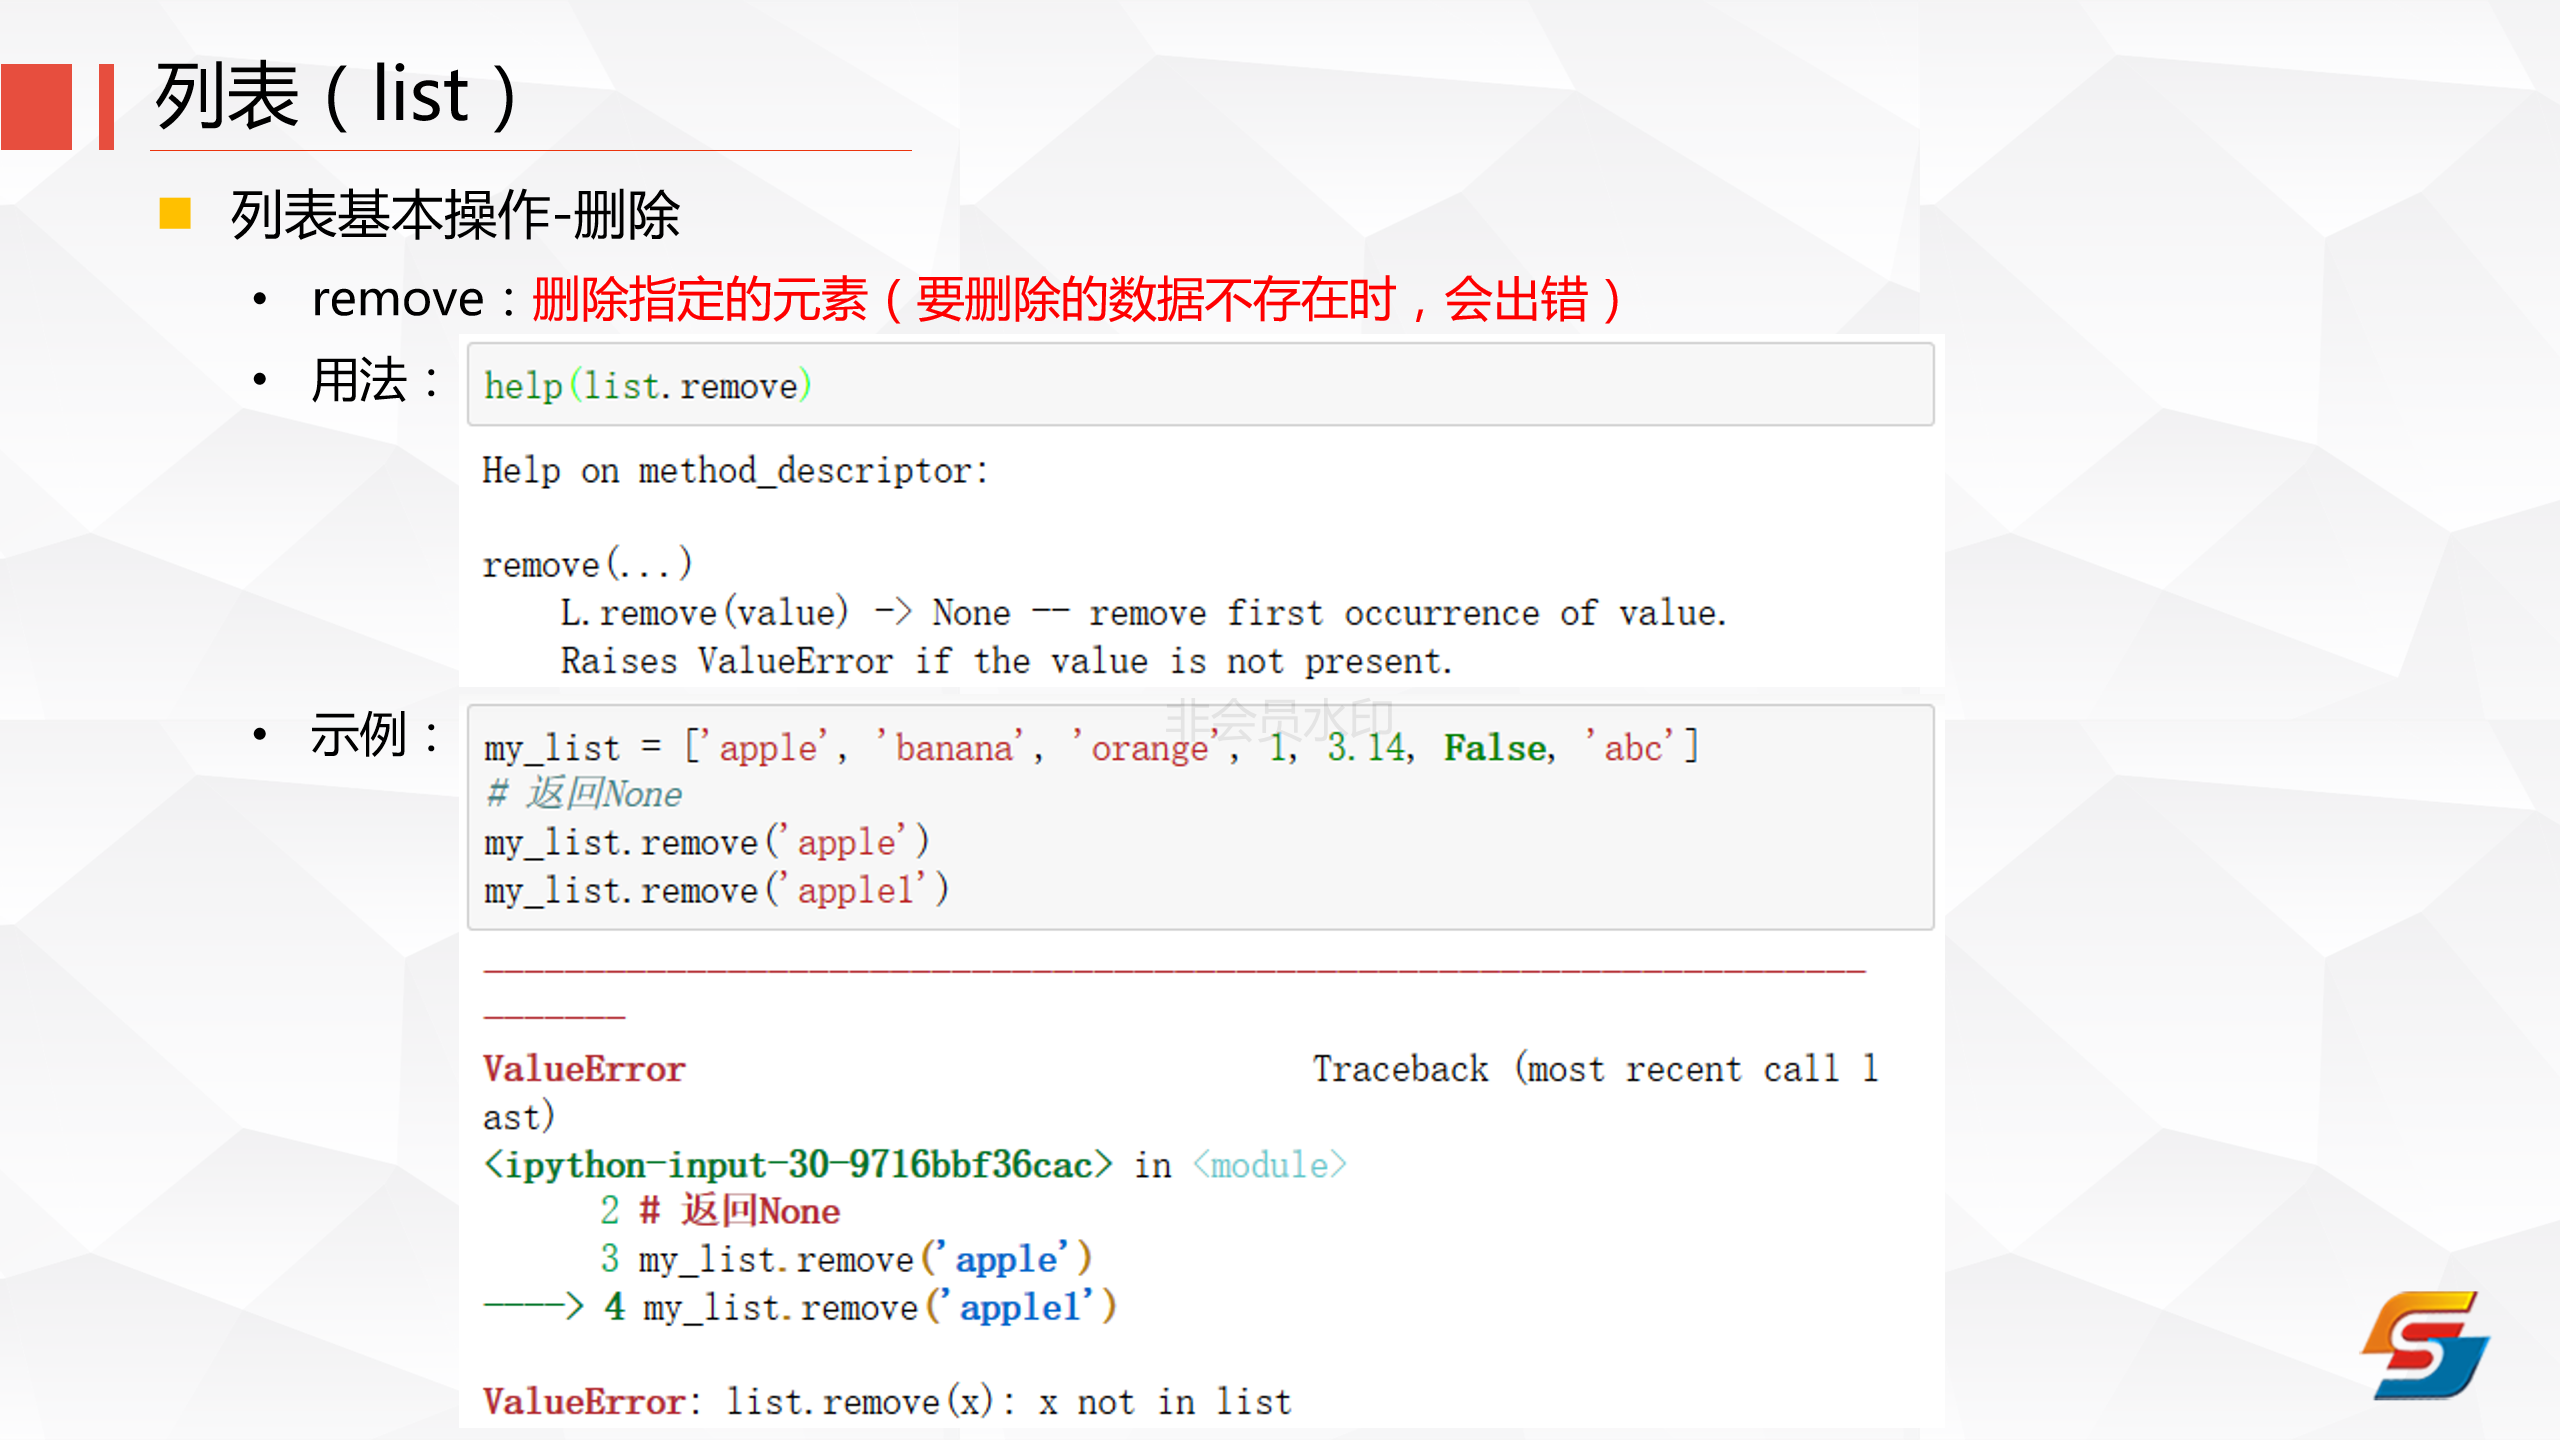 列表（list）
列表基本操作-删除
• remove：删除指定的元素（要删除的数据不存在时，会出错）
• 用法：
help(list.remove)
Help on method_descriptor:
remove(...)
L.remove(value) -> None -- remove first occurrence of value.
Raises ValueError if the value is not present.
非会员水印
• 示例：
my_list = ['apple', 'banana', 'orange', 1, 3.14, False, 'abc']
# 返回None
my_list.remove('apple')
my_list.remove('apple1')
---------------------------------------------------------------------------
ValueError Traceback (most recent call l
ast)
<ipython-input-30-9716bbf36cac> in <module>
2 # 返回None
3 my_list.remove('apple')
----> 4 my_list.remove('apple1')
ValueError: list.remove(x): x not in list